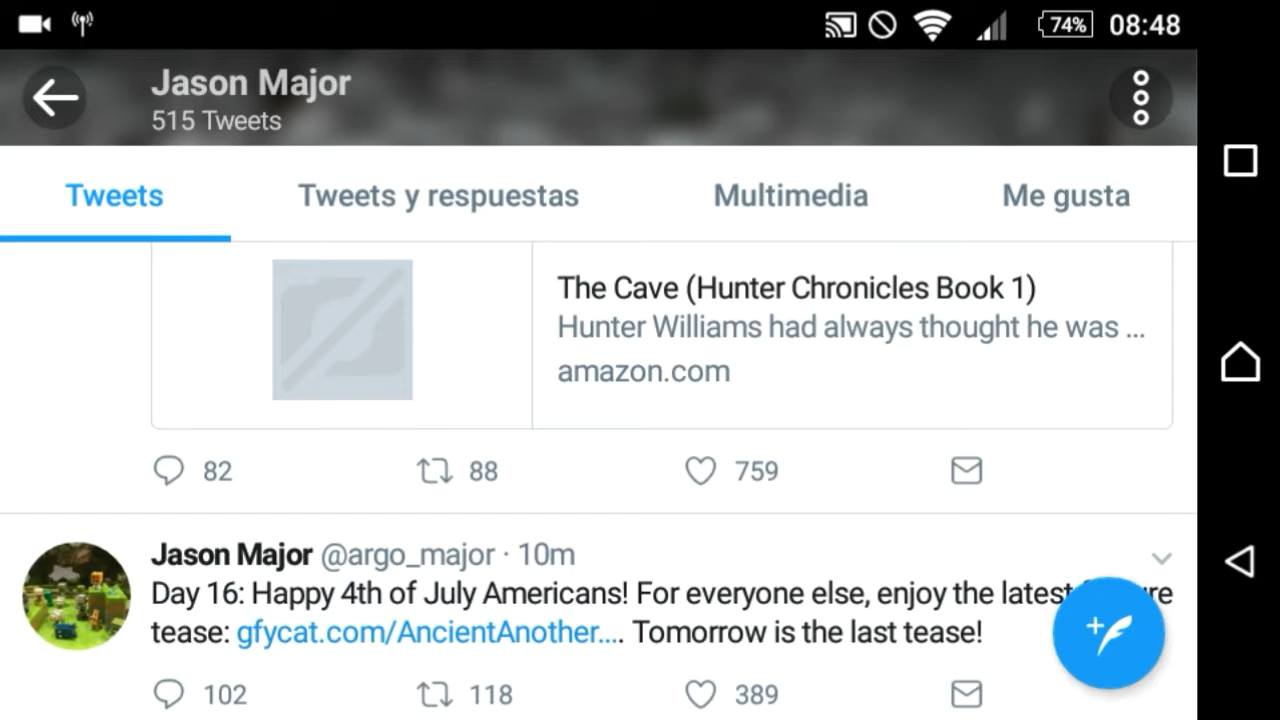 74% 08:48
Jason Major
515 Tweets
Tweets Tweets y respuestas Multimedia Me gusta
The Cave (Hunter Chronicles Book 1)
Hunter Williams had always thought he was ...
amazon.com
82 88 759
Jason Major @argo_major · 10m
Day 16: Happy 4th of July Americans! For everyone else, enjoy the latest
tease: gfycat.com/AncientAnother.... Tomorrow is the last tease!
102 118 389